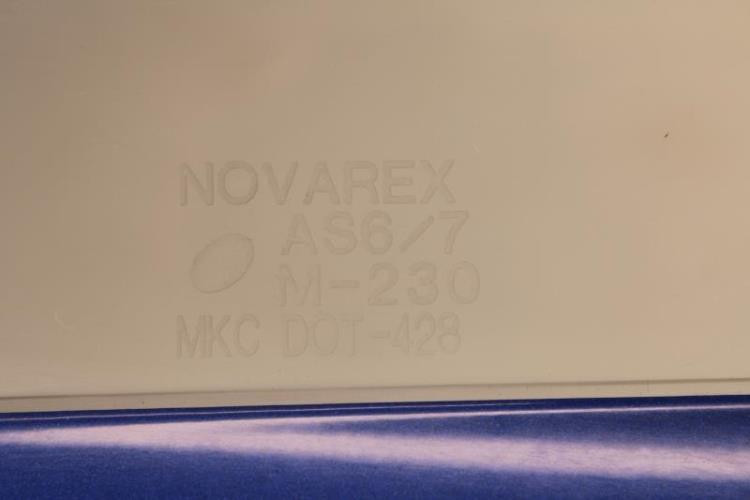 NOVAREX
AS6/7
M-230
MKC DOT-428